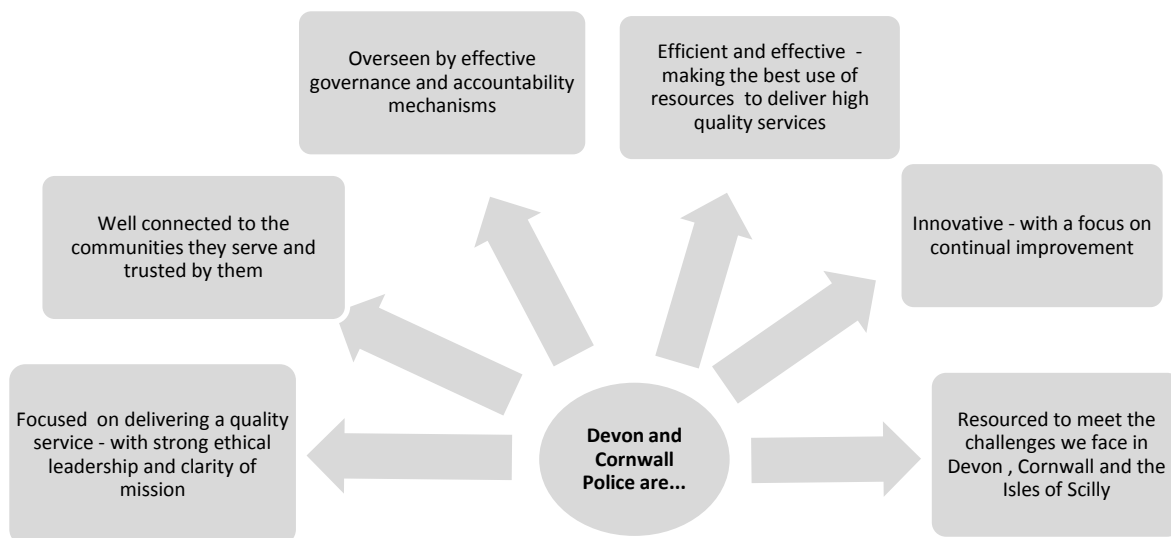 Overseen by effective
governance and accountability
mechanisms
Efficient and effective -
making the best use of
resources to deliver high
quality services
Well connected to the
communities they serve and
trusted by them
Innovative - with a focus on
continual improvement
Focused on delivering a quality
service - with strong ethical
leadership and clarity of
mission
Devon and
Cornwall
Police are...
Resourced to meet the
challenges we face in
Devon , Cornwall and the
Isles of Scilly